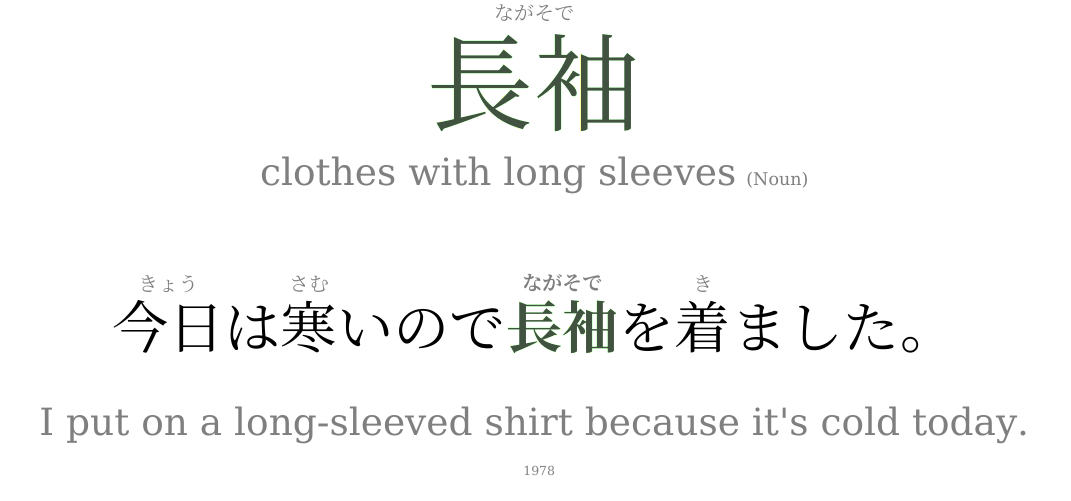 ながそで
長袖
clothes with long sleeves (Noun)
きょう さむ ながそで き
今日は寒いので長袖を着ました。
I put on a long-sleeved shirt because it's cold today.
1978